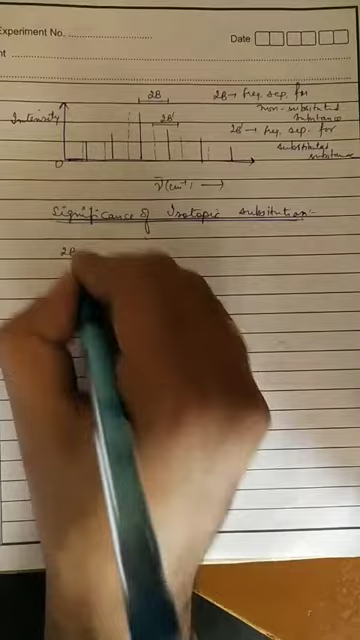 Experiment No.
Date
nt
2B
2B → freq. sep. for
non-substituted
substance
Intensity
2B'
2B' → freq. sep. for
substituted
substance
0
ν̄ (cm⁻¹) →
Significance of Isotopic substitution:-
2B